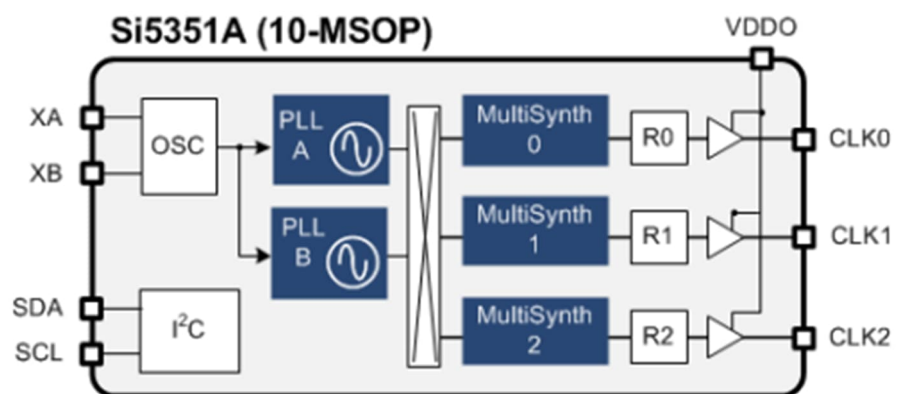 Si5351A (10-MSOP)
VDDO
XA
XB
OSC
PLL
A
PLL
B
MultiSynth
0
R0
CLK0
MultiSynth
1
R1
CLK1
MultiSynth
2
R2
CLK2
SDA
SCL
I²C